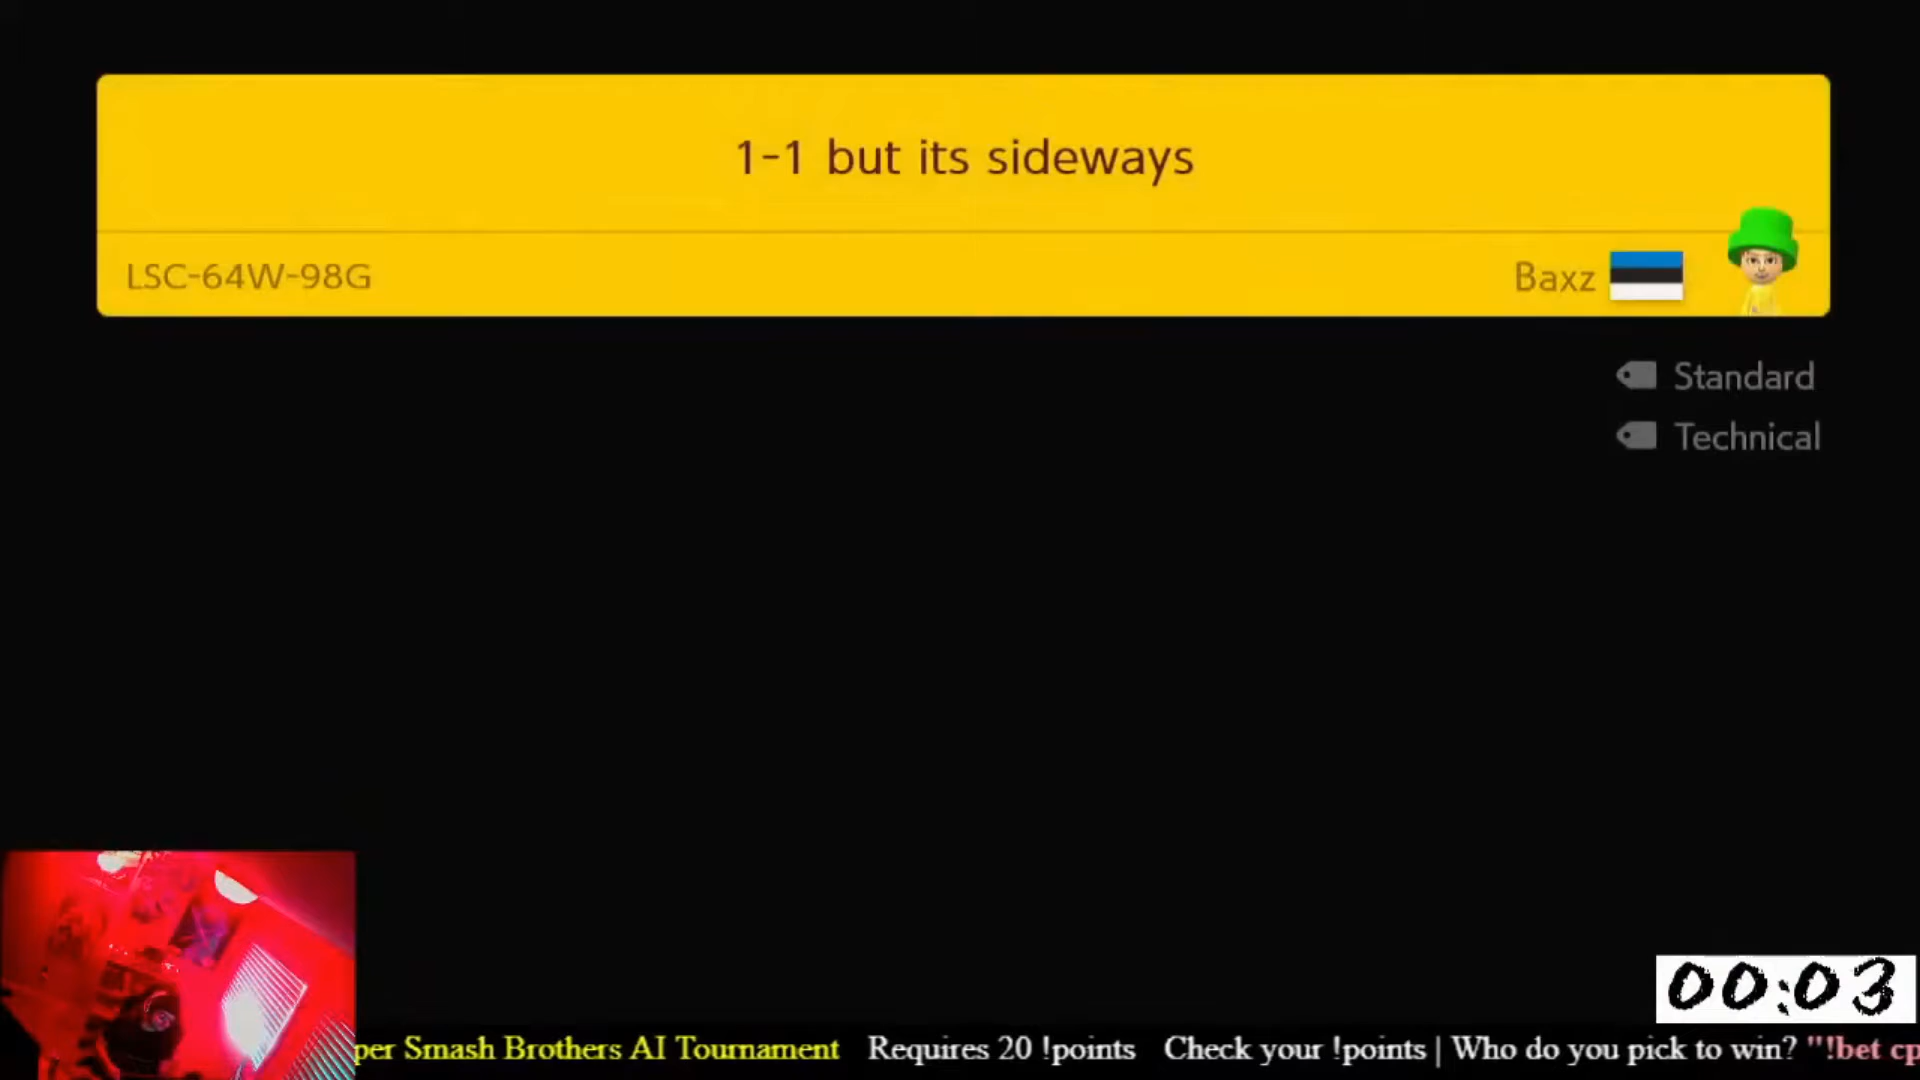 1-1 but its sideways
LSC-64W-98G
Baxz
Standard
Technical
00:03
per Smash Brothers AI Tournament Requires 20 !points Check your !points | Who do you pick to win? "!bet cp